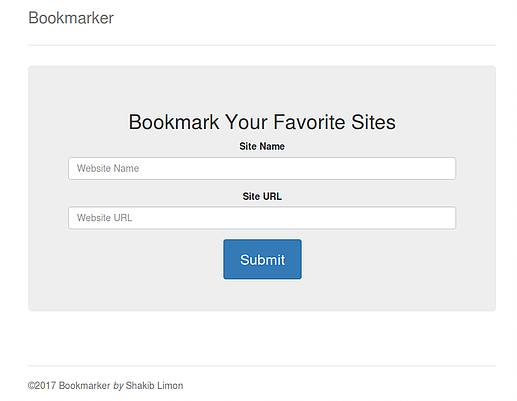 Bookmarker
Bookmark Your Favorite Sites
Site Name
Website Name
Site URL
Website URL
Submit
©2017 Bookmarker by Shakib Limon